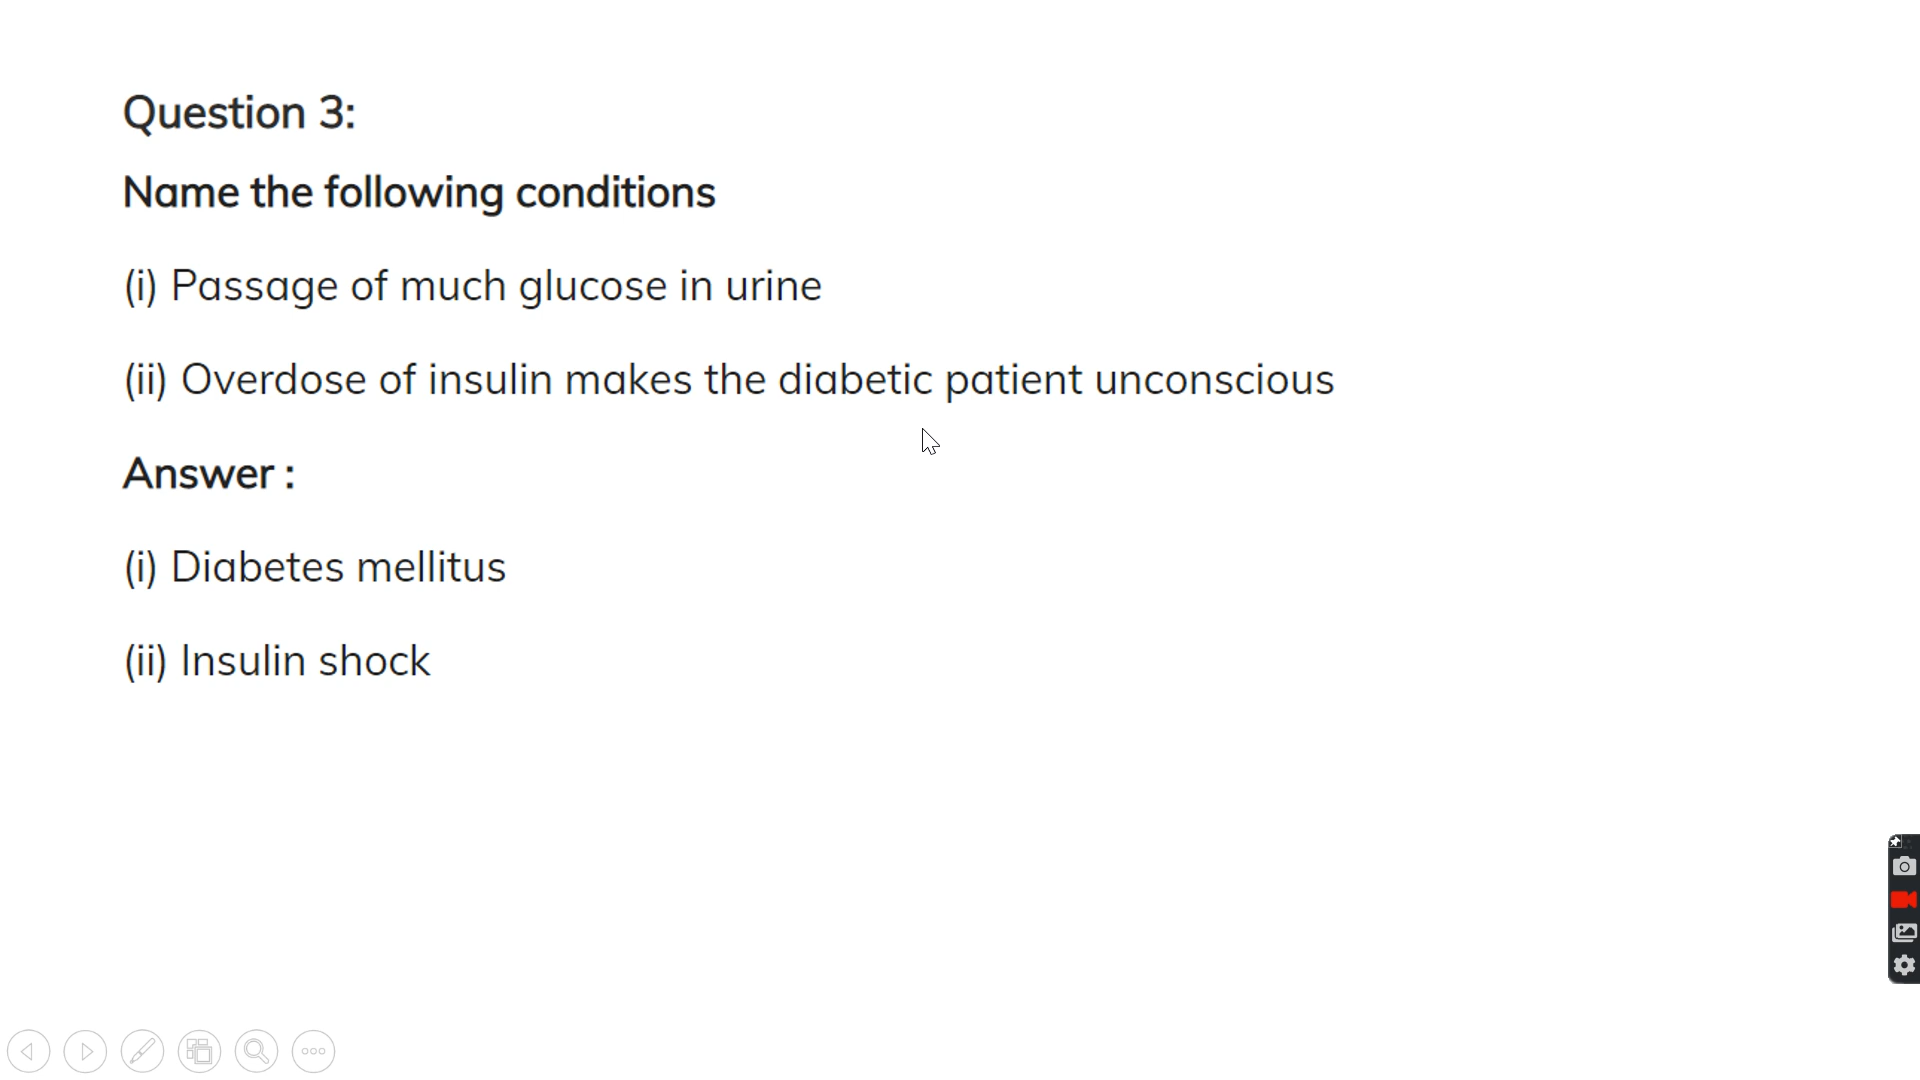 Question 3:
Name the following conditions
(i) Passage of much glucose in urine
(ii) Overdose of insulin makes the diabetic patient unconscious
Answer :
(i) Diabetes mellitus
(ii) Insulin shock